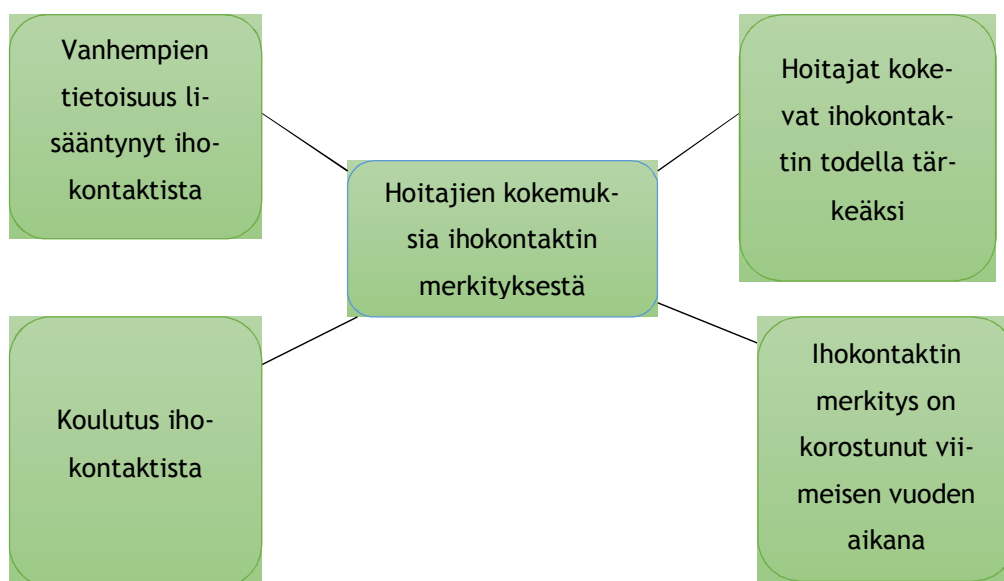 Vanhempien
tietoisuus li-
sääntynyt iho-
kontaktista
Hoitajat koke-
vat ihokontak-
tin todella tär-
keäksi
Hoitajien kokemuk-
sia ihokontaktin
merkityksestä
Koulutus iho-
kontaktista
Ihokontaktin
merkitys on
korostunut vii-
meisen vuoden
aikana